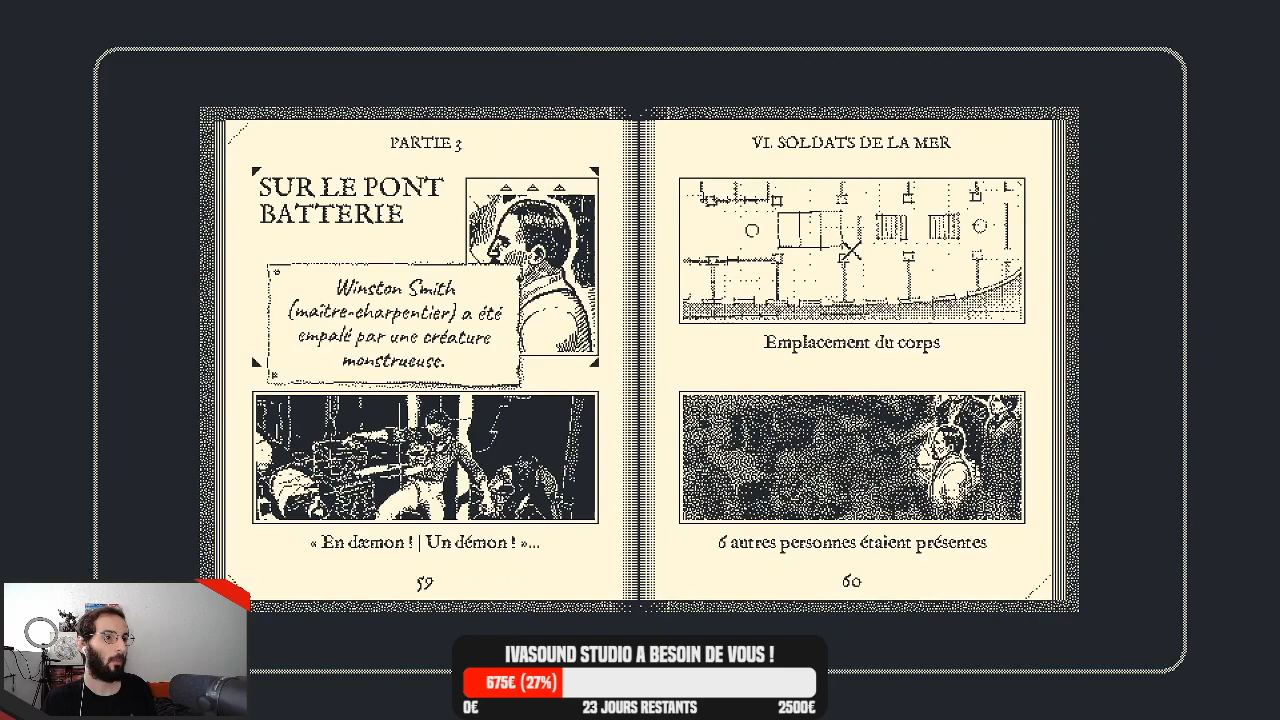 PARTIE 3
SUR LE PONT
BATTERIE
Winston Smith
(maître-charpentier) a été
empalé par une créature
monstrueuse.
« En dæmon ! | Un démon ! »...
59
VI. SOLDATS DE LA MER
Emplacement du corps
6 autres personnes étaient présentes
60
IVASOUND STUDIO A BESOIN DE VOUS !
675€ (27%)
0€ 23 JOURS RESTANTS 2500€